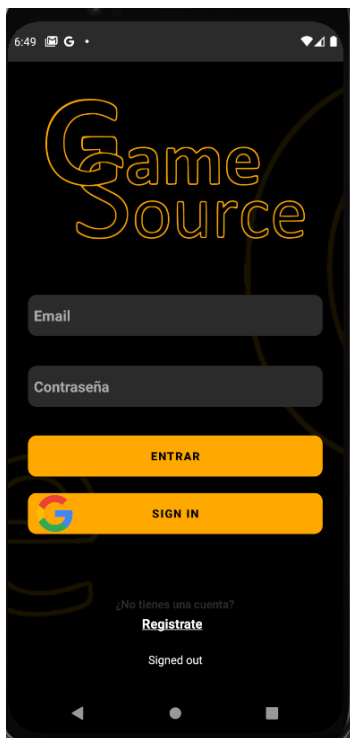 6:49 M G
Game
Source
Email
Contraseña
ENTRAR
G SIGN IN
¿No tienes una cuenta?
Registrate
Signed out